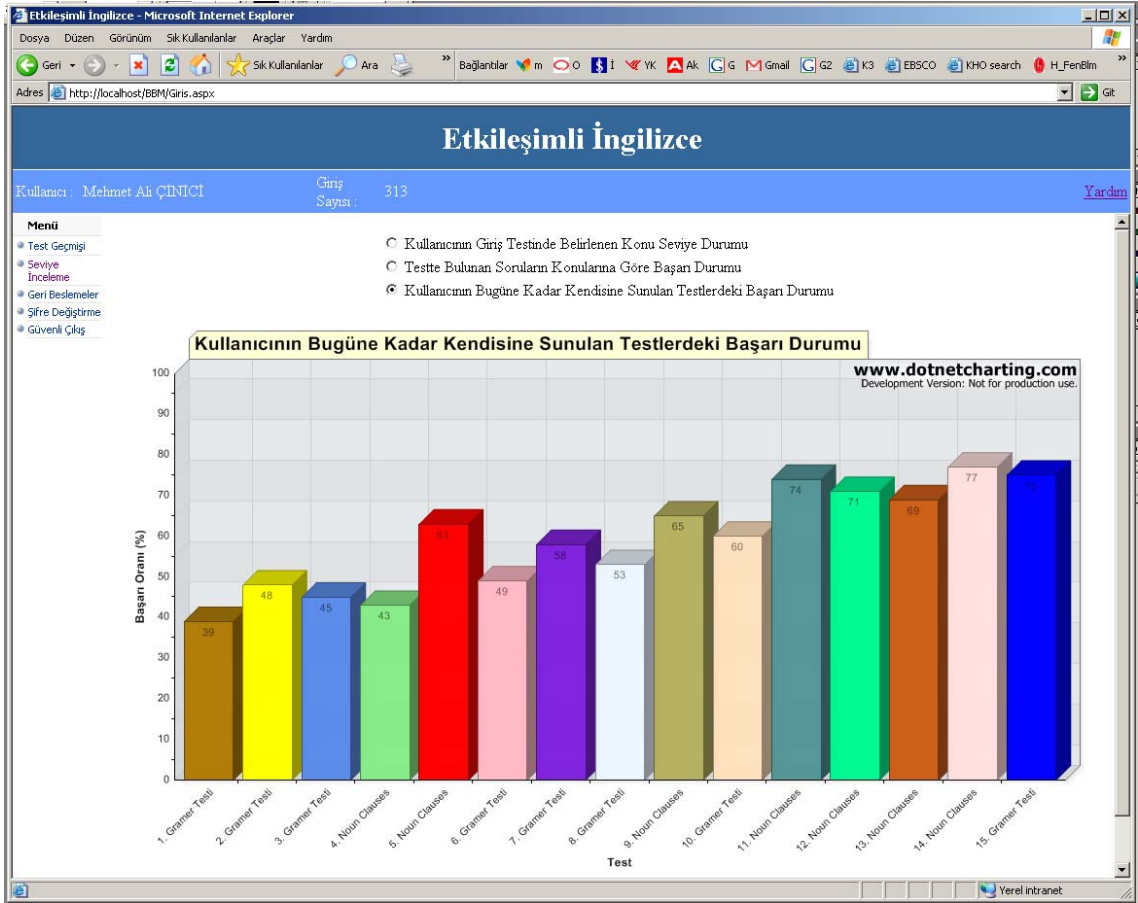 Etkileşimli İngilizce - Microsoft Internet Explorer
Dosya Düzen Görünüm Sık Kullanılanlar Araçlar Yardım
Geri Sık Kullanılanlar Ara » Bağlantılar m O İ YK Ak G Gmail G2 K3 EBSCO KHO search H_FenBlm »
Adres http://localhost/BBM/Giris.aspx Git
Etkileşimli İngilizce
Kullanıcı : Mehmet Ali ÇİNİCİ Giriş Sayısı : 313 Yardım
Menü
Test Geçmişi
Seviye
İnceleme
Geri Beslemeler
Şifre Değiştirme
Güvenli Çıkış
Kullanıcının Giriş Testinde Belirlenen Konu Seviye Durumu
Testte Bulunan Soruların Konularına Göre Başarı Durumu
Kullanıcının Bugüne Kadar Kendisine Sunulan Testlerdeki Başarı Durumu
Kullanıcının Bugüne Kadar Kendisine Sunulan Testlerdeki Başarı Durumu
www.dotnetcharting.com
Development Version: Not for production use.
Başarı Oranı (%)
100
90
80
70
60
50
40
30
20
10
0
39
48
45
43
63
49
58
53
65
60
74
71
69
77
75
1. Gramer Testi
2. Gramer Testi
3. Gramer Testi
4. Noun Clauses
5. Noun Clauses
6. Gramer Testi
7. Gramer Testi
8. Gramer Testi
9. Noun Clauses
10. Gramer Testi
11. Noun Clauses
12. Noun Clauses
13. Noun Clauses
14. Noun Clauses
15. Gramer Testi
Test
Yerel intranet